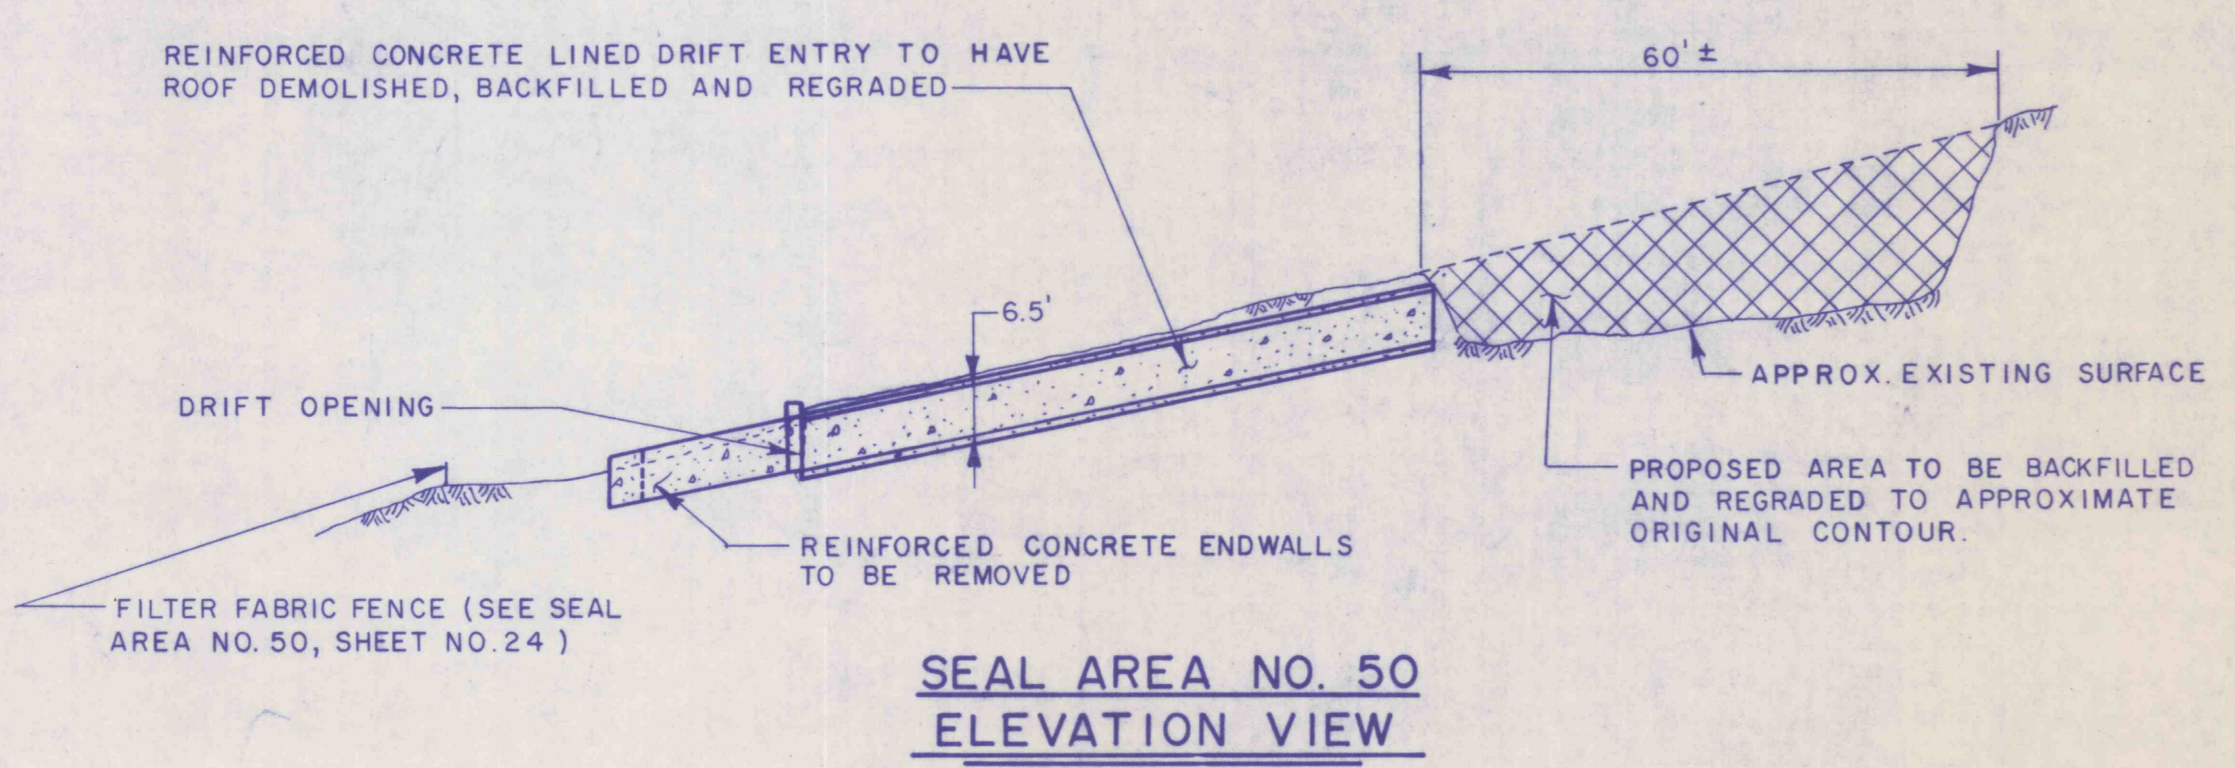 REINFORCED CONCRETE LINED DRIFT ENTRY TO HAVE
ROOF DEMOLISHED, BACKFILLED AND REGRADED
60' ±
6.5'
DRIFT OPENING
APPROX. EXISTING SURFACE
PROPOSED AREA TO BE BACKFILLED
AND REGRADED TO APPROXIMATE
ORIGINAL CONTOUR.
REINFORCED CONCRETE ENDWALLS
TO BE REMOVED
FILTER FABRIC FENCE (SEE SEAL
AREA NO. 50, SHEET NO. 24 )
SEAL AREA NO. 50
ELEVATION VIEW